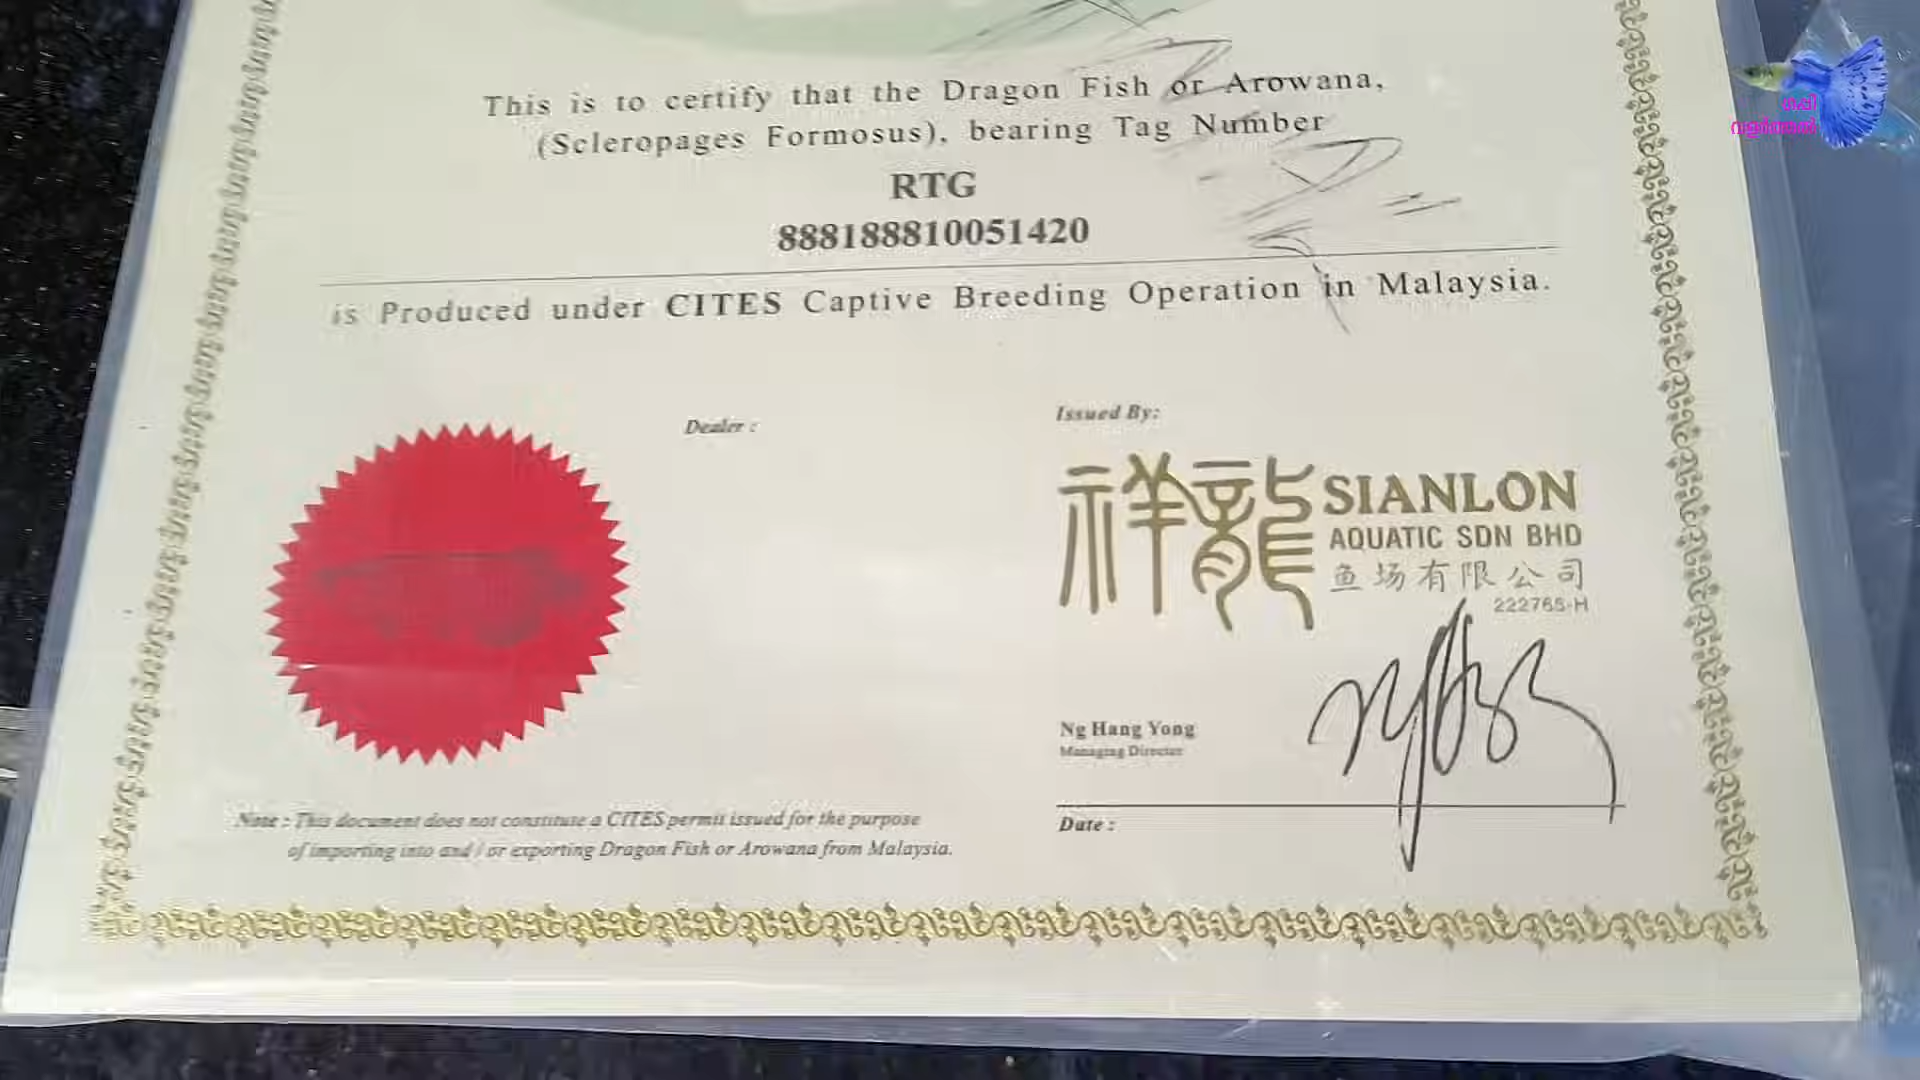 This is to certify that the Dragon Fish or Arowana,
(Scleropages Formosus), bearing Tag Number
RTG
888188810051420
is Produced under CITES Captive Breeding Operation in Malaysia.
Dealer :
Issued By:
祥龍
SIANLON
AQUATIC SDN BHD
鱼场有限公司
222765-H
Ng Hang Yong
Managing Director
Date :
Note : This document does not constitute a CITES permit issued for the purpose
of importing into and / or exporting Dragon Fish or Arowana from Malaysia.
ഗപ്പി
വളർത്തൽ